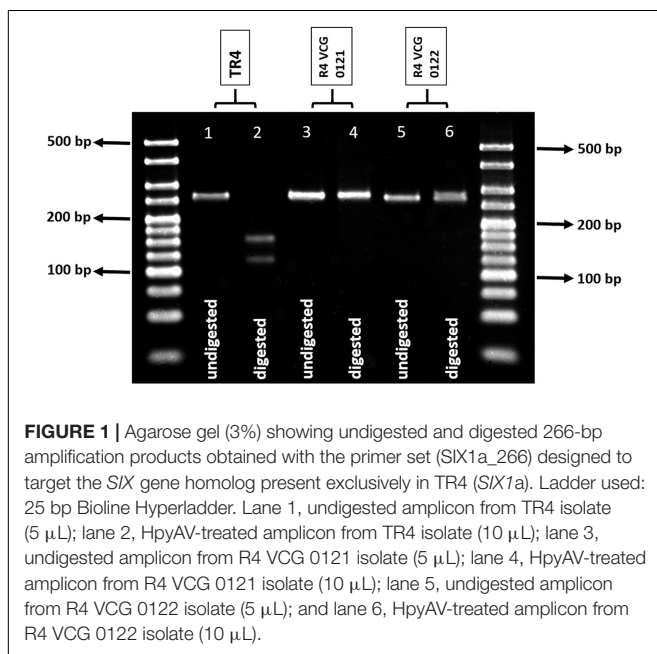 TR4
R4 VCG
0121
R4 VCG
0122
1 2 3 4 5 6
500 bp
200 bp
100 bp
500 bp
200 bp
100 bp
undigested
digested
undigested
digested
undigested
digested
FIGURE 1 | Agarose gel (3%) showing undigested and digested 266-bp
amplification products obtained with the primer set (SIX1a_266) designed to
target the SIX gene homolog present exclusively in TR4 (SIX1a). Ladder used:
25 bp Bioline Hyperladder. Lane 1, undigested amplicon from TR4 isolate
(5 μL); lane 2, HpyAV-treated amplicon from TR4 isolate (10 μL); lane 3,
undigested amplicon from R4 VCG 0121 isolate (5 μL); lane 4, HpyAV-treated
amplicon from R4 VCG 0121 isolate (10 μL); lane 5, undigested amplicon
from R4 VCG 0122 isolate (5 μL); and lane 6, HpyAV-treated amplicon from
R4 VCG 0122 isolate (10 μL).